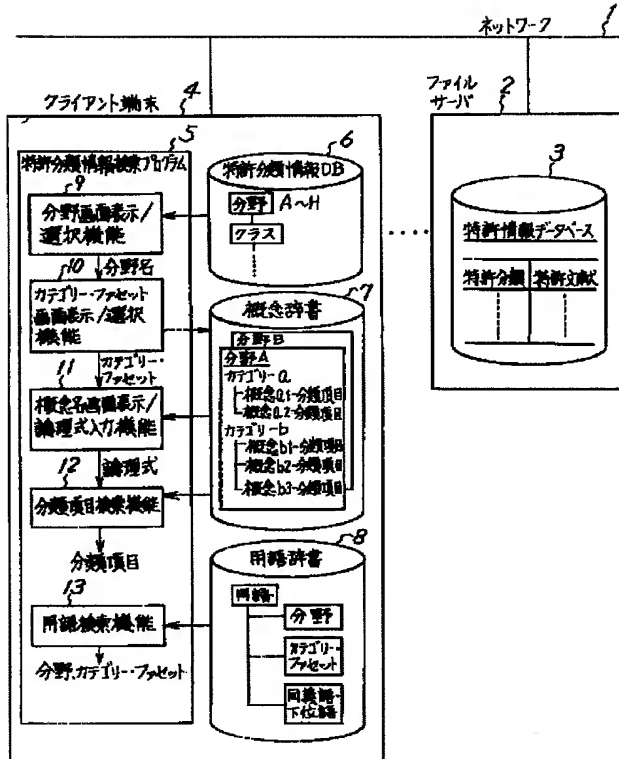 ネットワーク
1
クライアント端末
4
ファイル
サーバ
2
5
特許分類情報検索プログラム
9
分野画面表示/
選択機能
分野名
10
カテゴリー・ファセット
画面表示/選択
機能
カテゴリー・
ファセット
11
概念名画面表示/
論理式入力機能
論理式
12
分類項目検索機能
分類項目
13
用語検索機能
分野、カテゴリー・ファセット
6
特許分類情報DB
分野 A~H
クラス
7
概念辞書
分野B
分野A
カテゴリーa
概念a1-分類項目
概念a2-分類項目
カテゴリーb
概念b1-分類項目
概念b2-分類項目
概念b3-分類項目
8
用語辞書
用語
分野
カテゴリー・
ファセット
同義語・
下位語
3
特許情報データベース
特許分類 特許文献